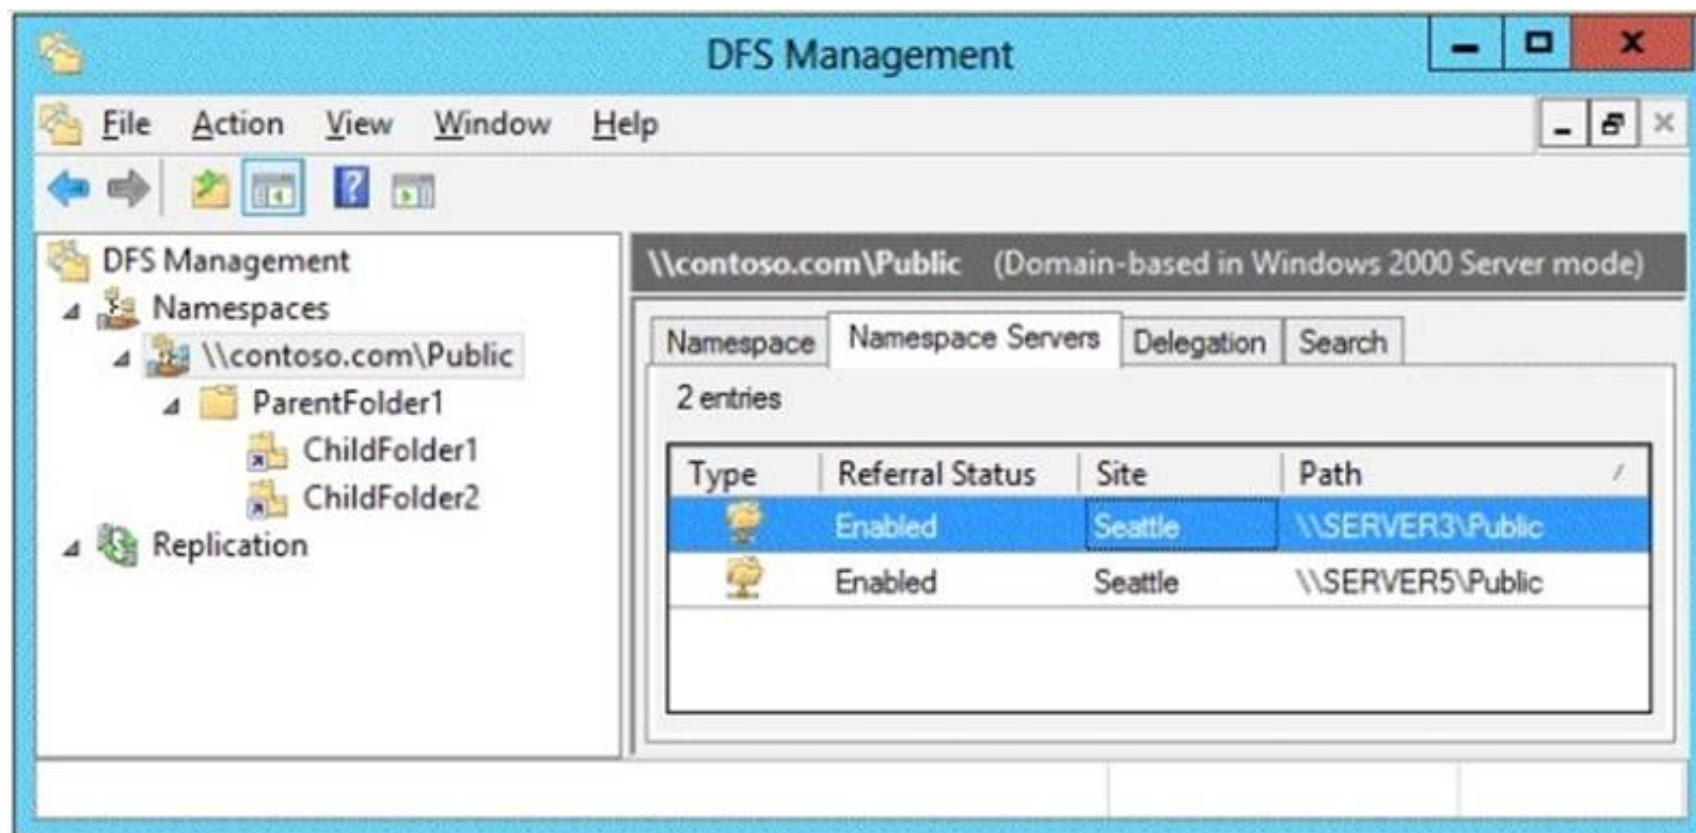 DFS Management
File Action View Window Help
DFS Management
Namespaces
\\contoso.com\Public
ParentFolder1
ChildFolder1
ChildFolder2
Replication
\\contoso.com\Public (Domain-based in Windows 2000 Server mode)
Namespace Namespace Servers Delegation Search
2 entries
Type Referral Status Site Path
Enabled Seattle \\SERVER3\Public
Enabled Seattle \\SERVER5\Public